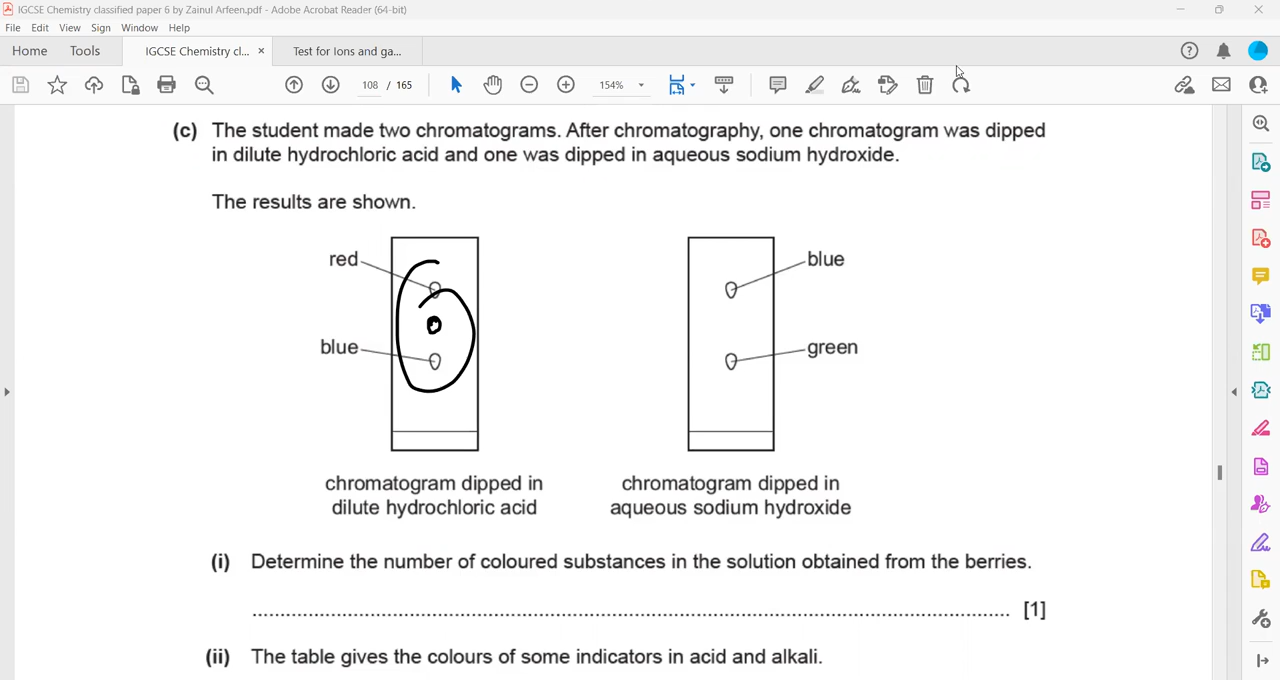 IGCSE Chemistry classified paper 6 by Zainul Arfeen.pdf - Adobe Acrobat Reader (64-bit)
File Edit View Sign Window Help
Home Tools IGCSE Chemistry cl... × Test for Ions and ga...
108 / 165 154%
(c) The student made two chromatograms. After chromatography, one chromatogram was dipped
in dilute hydrochloric acid and one was dipped in aqueous sodium hydroxide.
The results are shown.
red
blue
blue
green
chromatogram dipped in
dilute hydrochloric acid
chromatogram dipped in
aqueous sodium hydroxide
(i) Determine the number of coloured substances in the solution obtained from the berries.
.................................................................................................................. [1]
(ii) The table gives the colours of some indicators in acid and alkali.